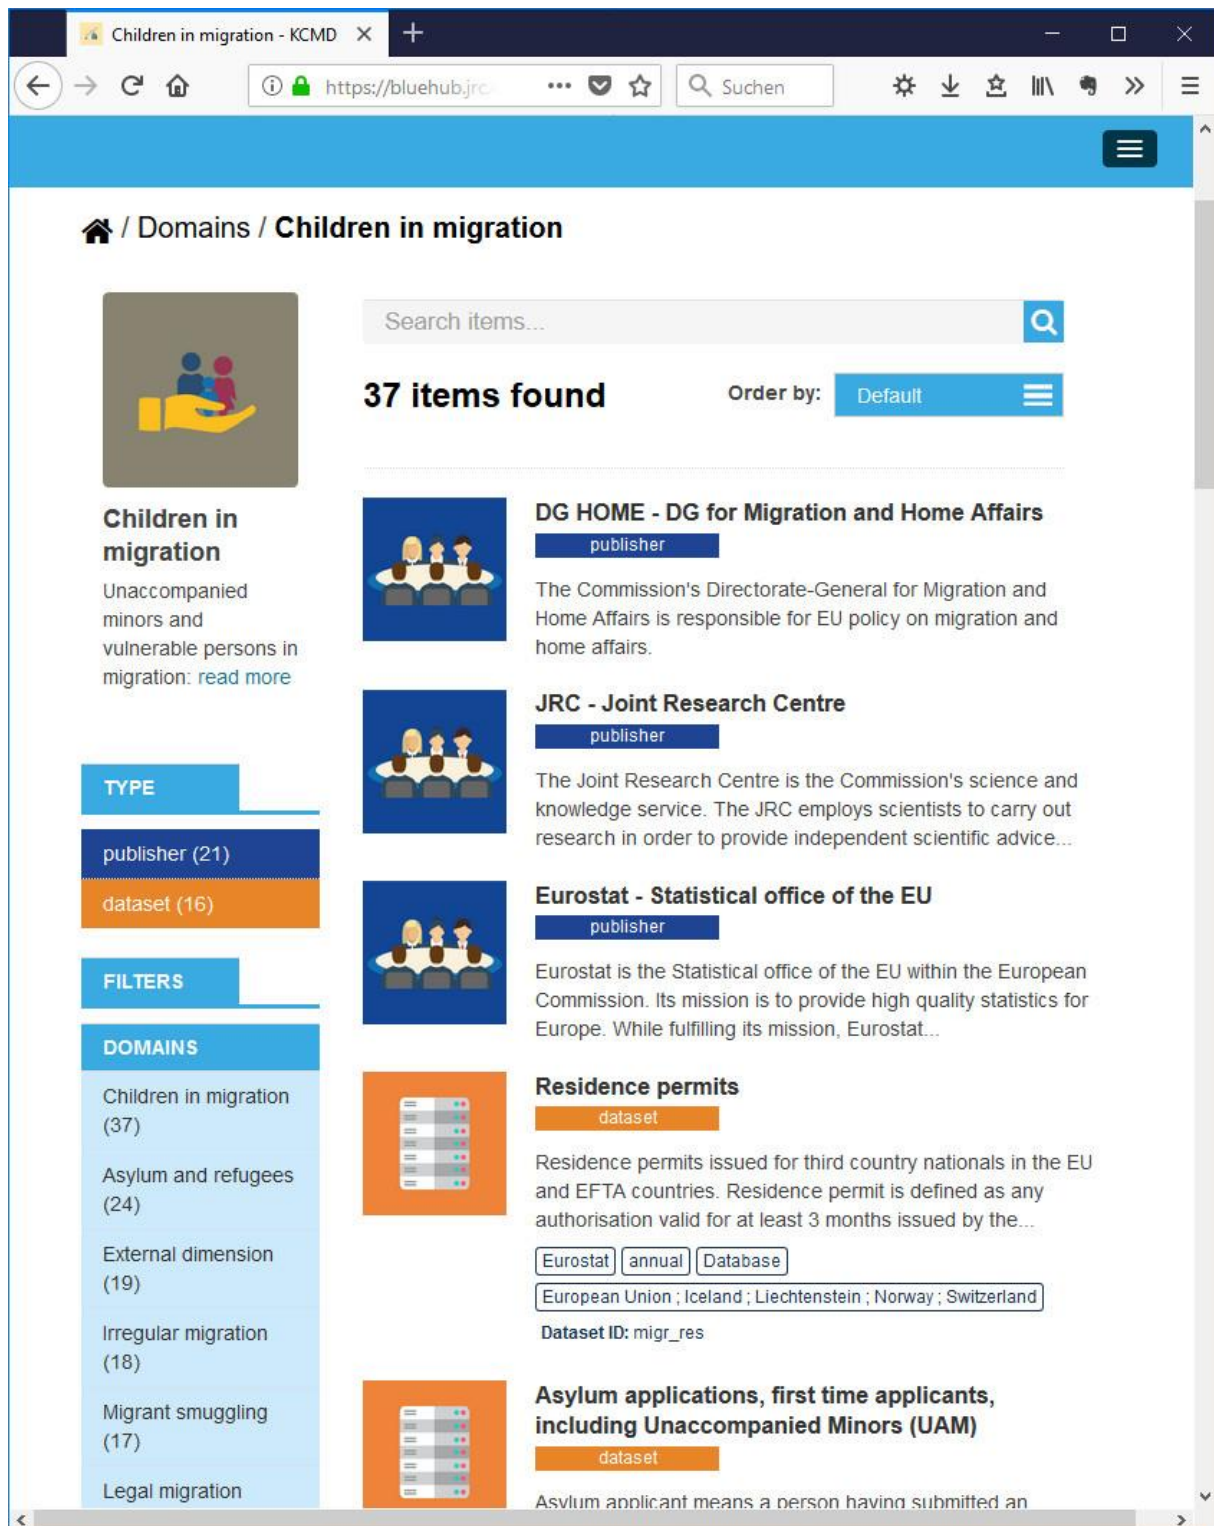 Children in migration - KCMD
https://bluehub.jrc
Suchen
/ Domains / Children in migration
Search items...
37 items found
Order by:
Default
Children in
migration
Unaccompanied
minors and
vulnerable persons in
migration: read more
TYPE
publisher (21)
dataset (16)
FILTERS
DOMAINS
Children in migration
(37)
Asylum and refugees
(24)
External dimension
(19)
Irregular migration
(18)
Migrant smuggling
(17)
Legal migration
DG HOME - DG for Migration and Home Affairs
publisher
The Commission's Directorate-General for Migration and
Home Affairs is responsible for EU policy on migration and
home affairs.
JRC - Joint Research Centre
publisher
The Joint Research Centre is the Commission's science and
knowledge service. The JRC employs scientists to carry out
research in order to provide independent scientific advice...
Eurostat - Statistical office of the EU
publisher
Eurostat is the Statistical office of the EU within the European
Commission. Its mission is to provide high quality statistics for
Europe. While fulfilling its mission, Eurostat...
Residence permits
dataset
Residence permits issued for third country nationals in the EU
and EFTA countries. Residence permit is defined as any
authorisation valid for at least 3 months issued by the...
Eurostat annual Database
European Union ; Iceland ; Liechtenstein ; Norway ; Switzerland
Dataset ID: migr_res
Asylum applications, first time applicants,
including Unaccompanied Minors (UAM)
dataset
Asylum applicant means a person having submitted an